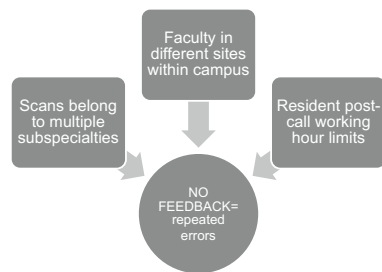 Faculty in
different sites
within campus
Scans belong
to multiple
subspecialties
Resident post-
call working
hour limits
NO
FEEDBACK=
repeated
errors